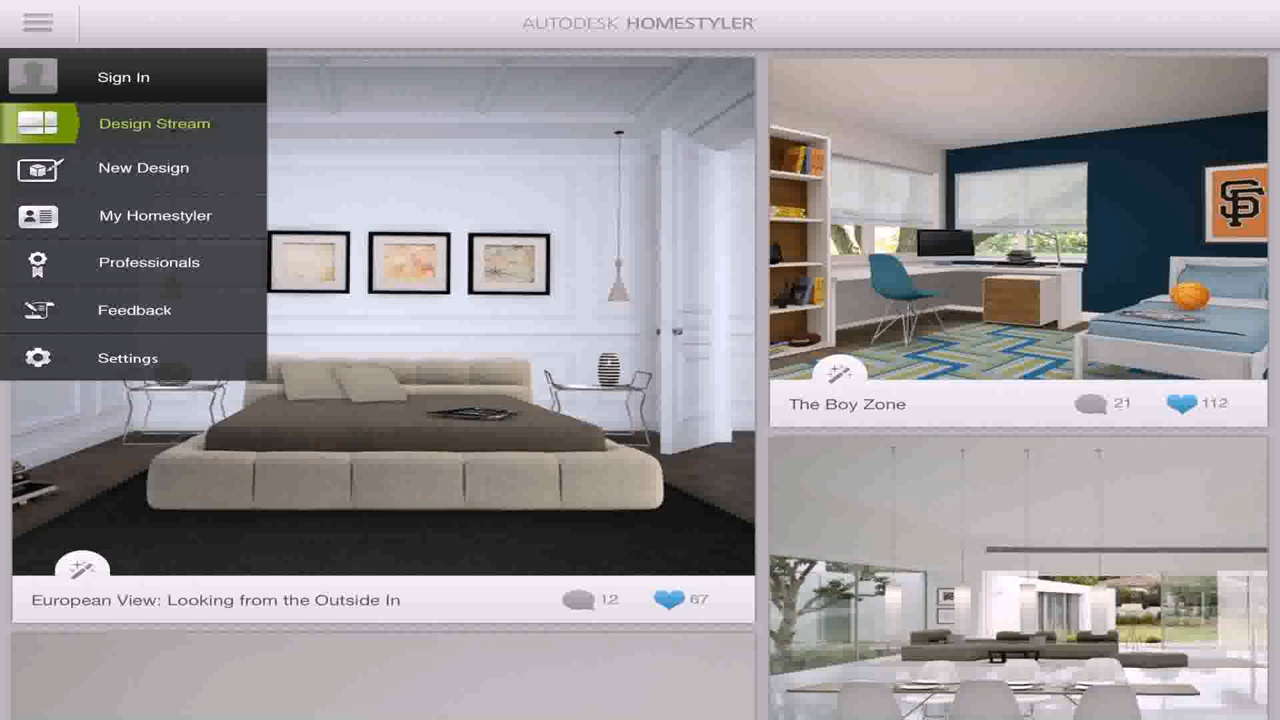 AUTODESK HOMESTYLER
Sign In
Design Stream
New Design
My Homestyler
Professionals
Feedback
Settings
SF
The Boy Zone
21
112
European View: Looking from the Outside In
12
67